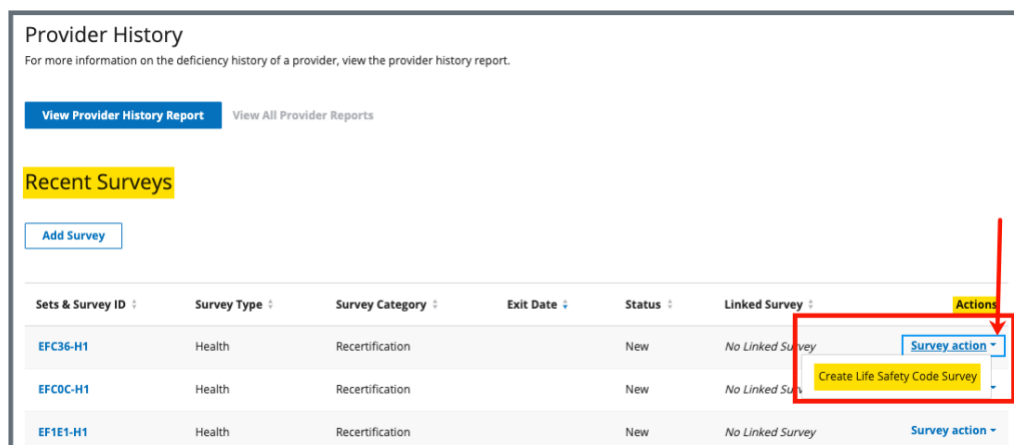 Provider History
For more information on the deficiency history of a provider, view the provider history report.
View Provider History Report View All Provider Reports
Recent Surveys
Add Survey
Sets & Survey ID Survey Type Survey Category Exit Date Status Linked Survey Actions
EFC36-H1 Health Recertification New No Linked Survey Survey action
Create Life Safety Code Survey
EFC0C-H1 Health Recertification New No Linked
EF1E1-H1 Health Recertification New No Linked Survey Survey action